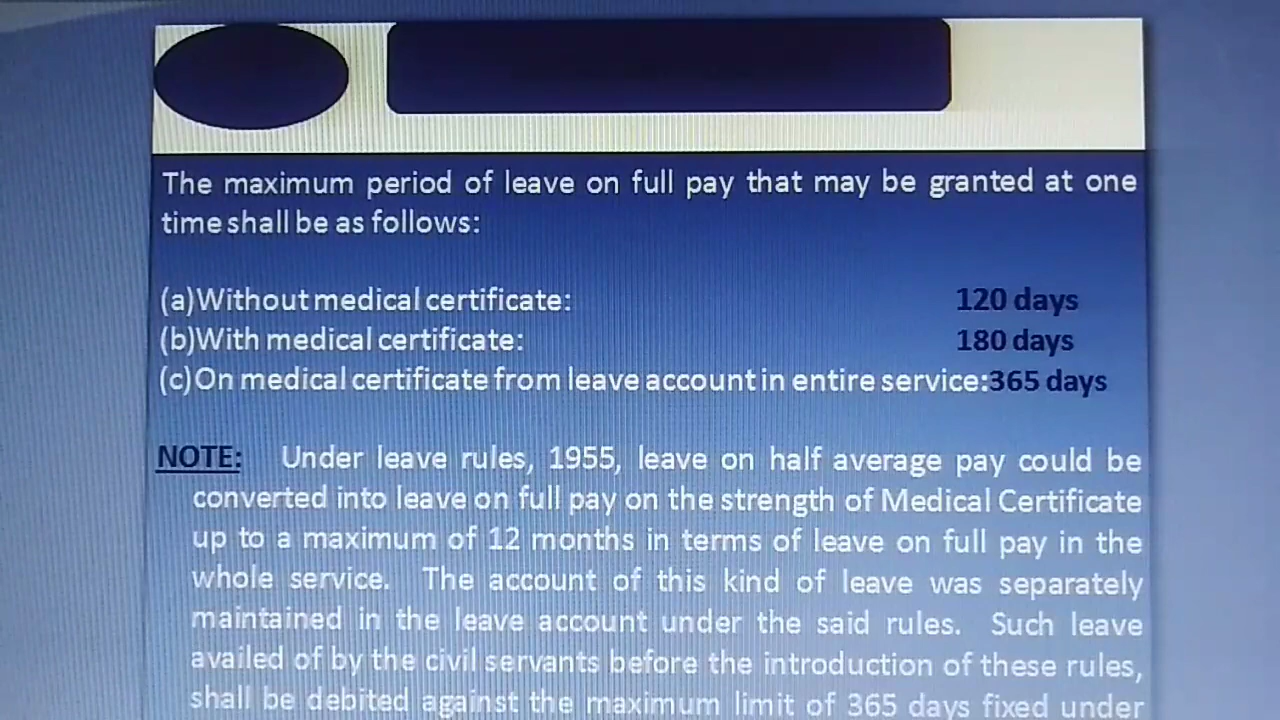 The maximum period of leave on full pay that may be granted at one
time shall be as follows:
(a)Without medical certificate: 120 days
(b)With medical certificate: 180 days
(c)On medical certificate from leave account in entire service:365 days
NOTE: Under leave rules, 1955, leave on half average pay could be
converted into leave on full pay on the strength of Medical Certificate
up to a maximum of 12 months in terms of leave on full pay in the
whole service. The account of this kind of leave was separately
maintained in the leave account under the said rules. Such leave
availed of by the civil servants before the introduction of these rules,
shall be debited against the maximum limit of 365 days fixed under